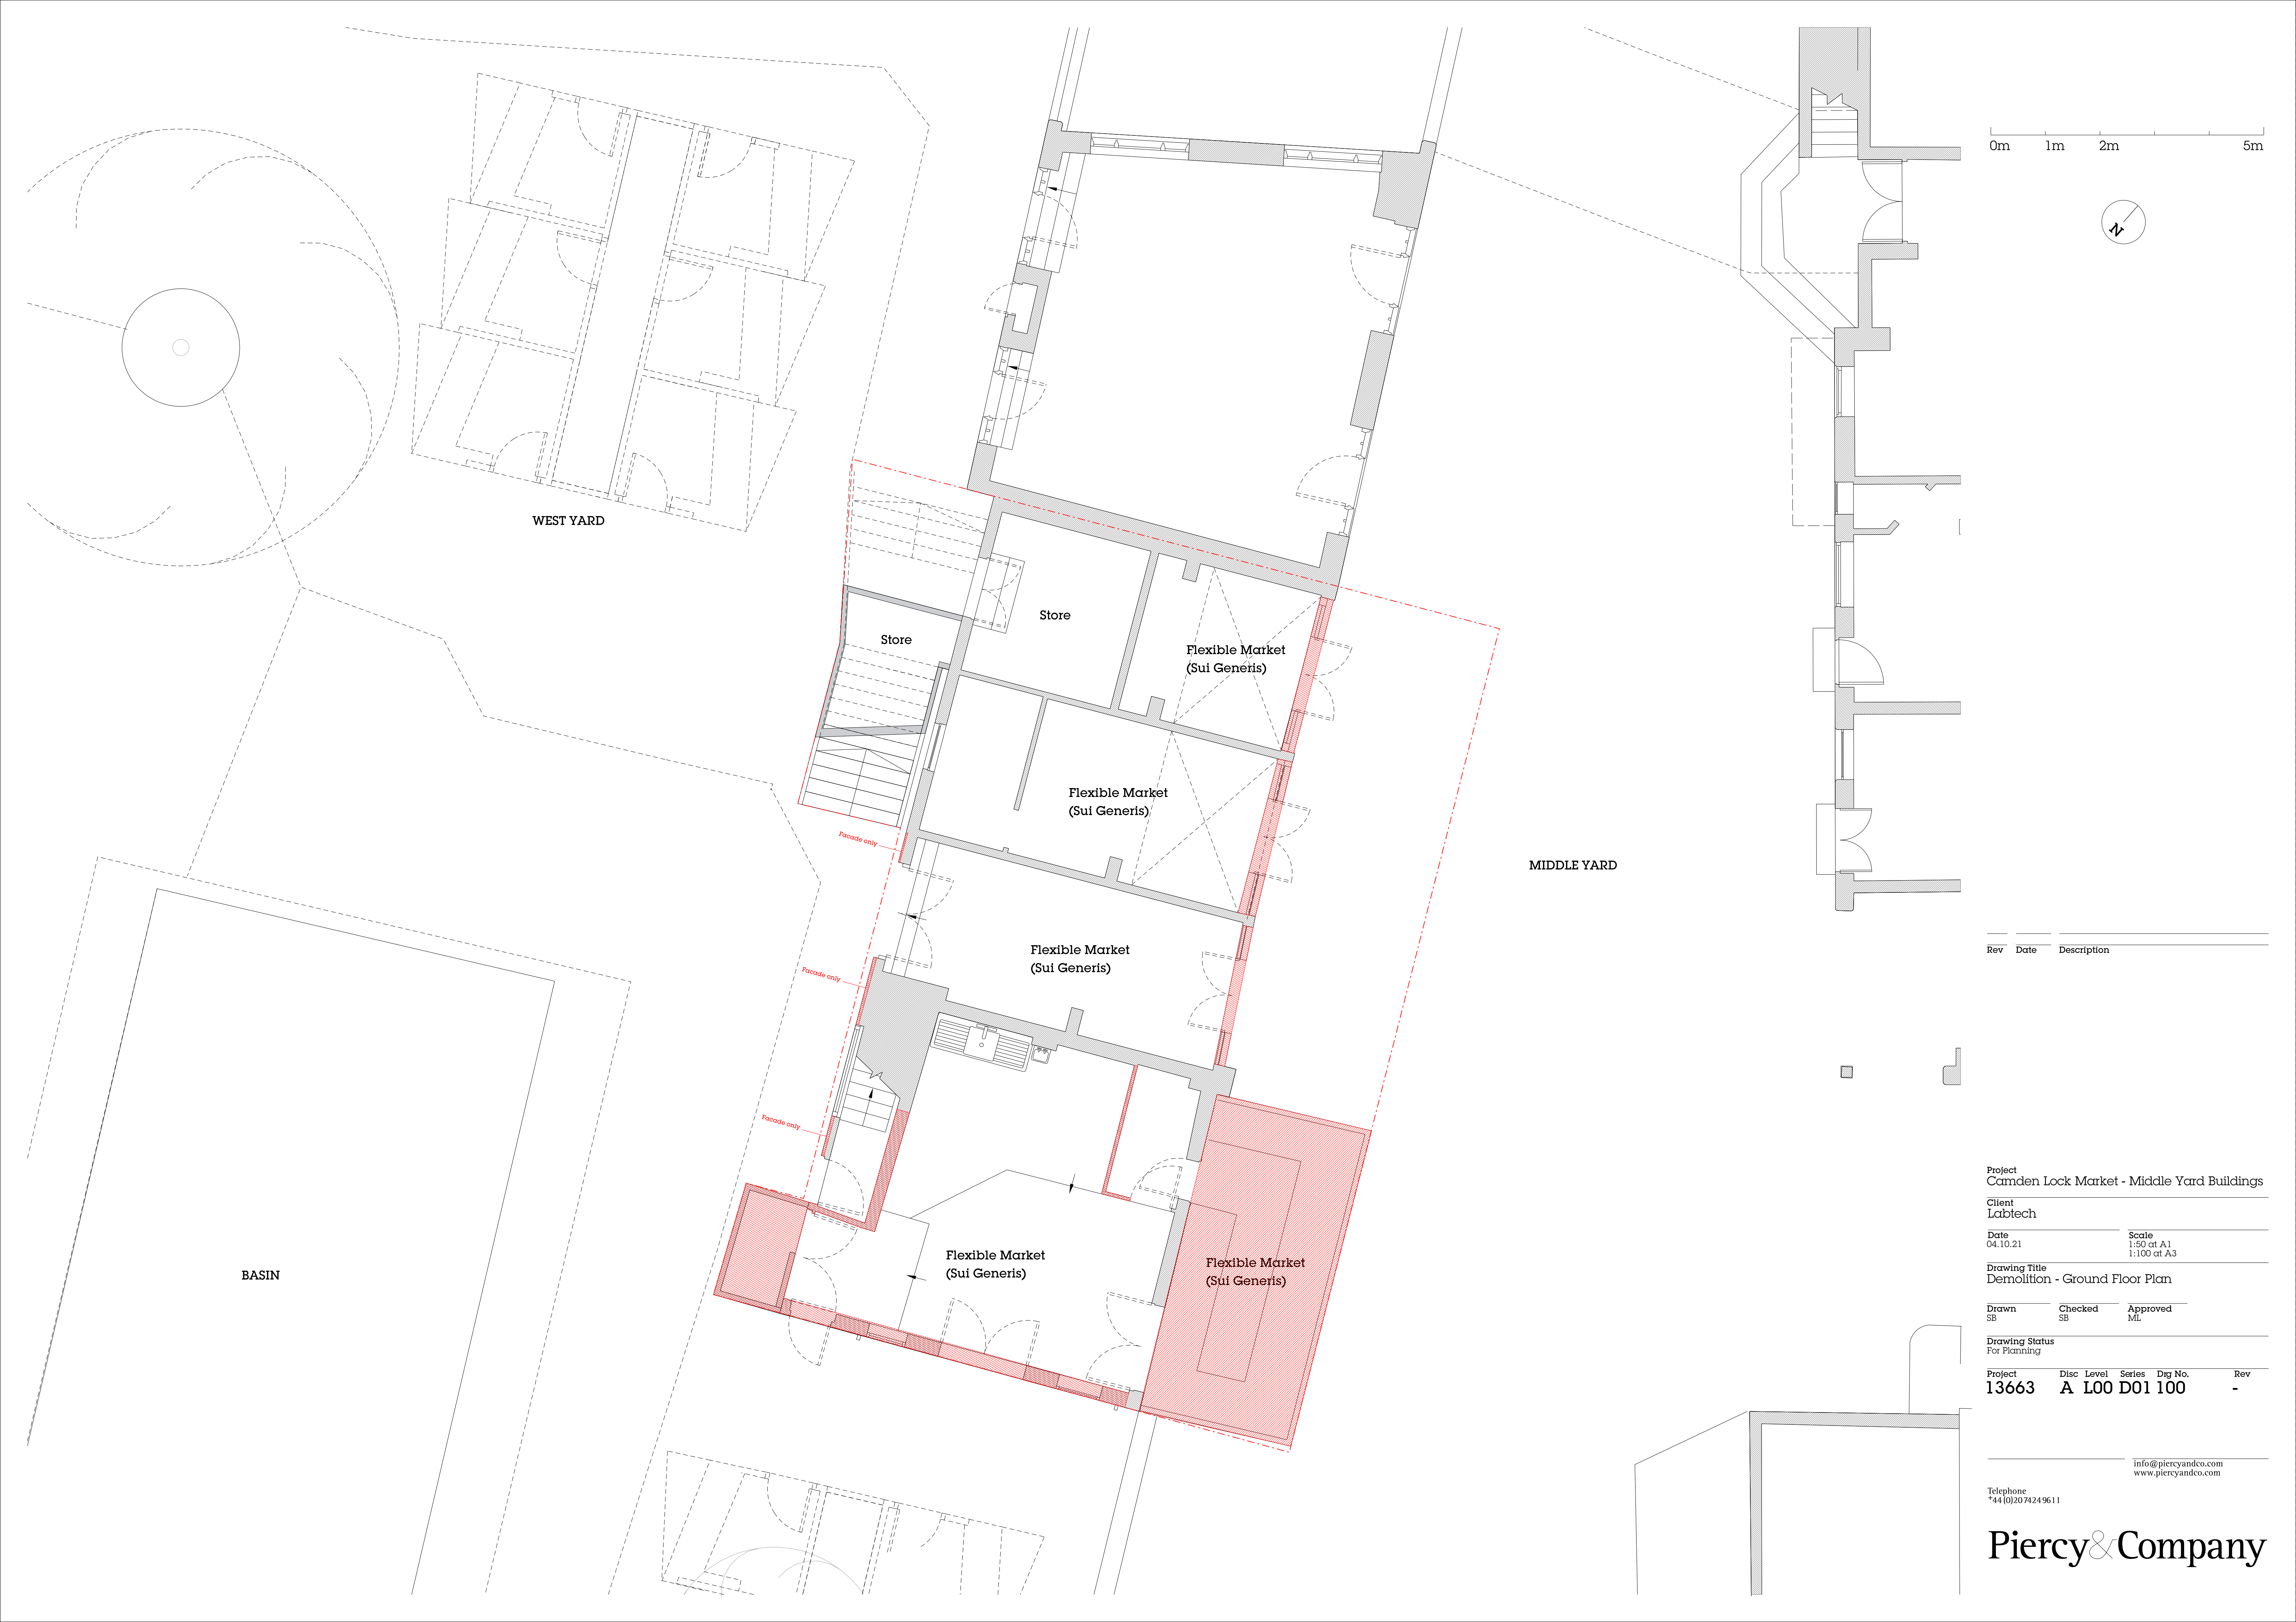 0m 1m 2m 5m
N
WEST YARD
Store
Store
Flexible Market
(Sui Generis)
Flexible Market
(Sui Generis)
Facade only
MIDDLE YARD
Flexible Market
(Sui Generis)
Facade only
Facade only
Flexible Market
(Sui Generis)
Flexible Market
(Sui Generis)
BASIN
Rev Date Description
Project
Camden Lock Market - Middle Yard Buildings
Client
Labtech
Date Scale
04.10.21 1:50 at A1
1:100 at A3
Drawing Title
Demolition - Ground Floor Plan
Drawn Checked Approved
SB SB ML
Drawing Status
For Planning
Project Disc Level Series Drg No. Rev
13663 A L00 D01 100 -
info@piercyandco.com
www.piercyandco.com
Telephone
+44 (0)20 7424 9611
Piercy&Company